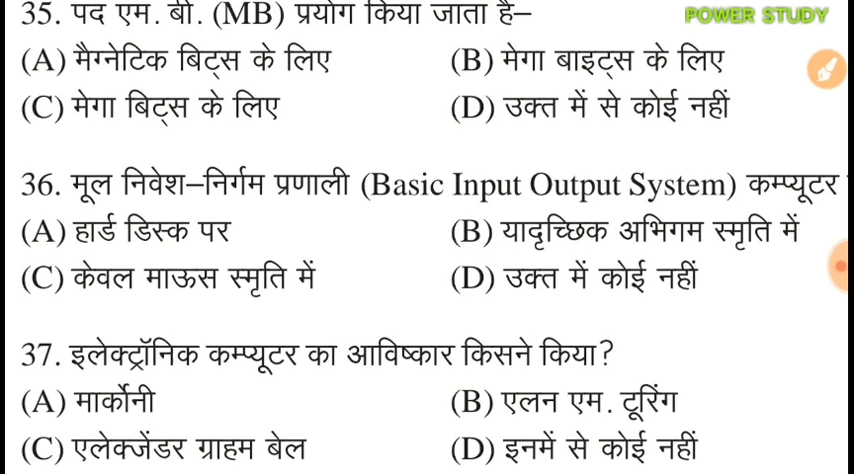 35. पद एम. बी. (MB) प्रयोग किया जाता है–
POWER STUDY
(A) मैग्नेटिक बिट्स के लिए (B) मेगा बाइट्स के लिए
(C) मेगा बिट्स के लिए (D) उक्त में से कोई नहीं
36. मूल निवेश–निर्गम प्रणाली (Basic Input Output System) कम्प्यूटर
(A) हार्ड डिस्क पर (B) यादृच्छिक अभिगम स्मृति में
(C) केवल माऊस स्मृति में (D) उक्त में कोई नहीं
37. इलेक्ट्रॉनिक कम्प्यूटर का आविष्कार किसने किया?
(A) मार्कोनी (B) एलन एम. टूरिंग
(C) एलेक्जेंडर ग्राहम बेल (D) इनमें से कोई नहीं